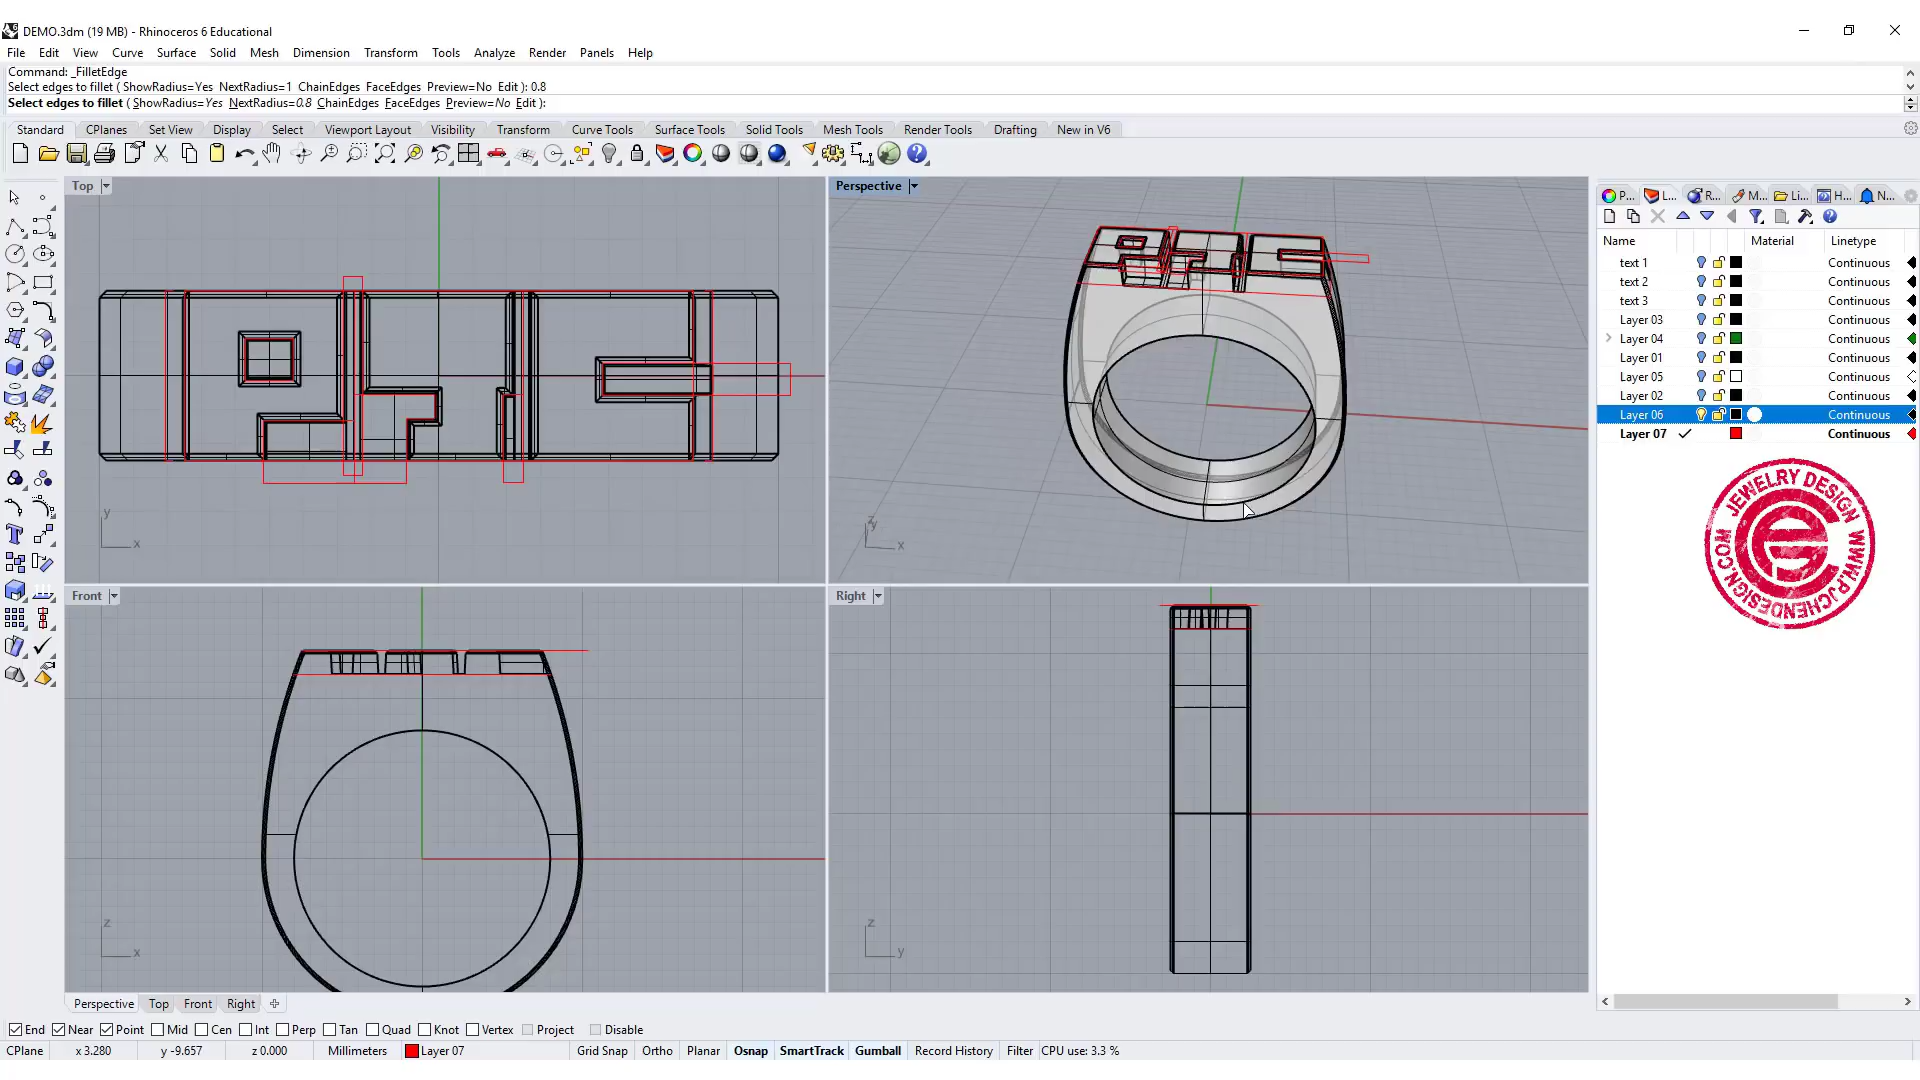 DEMO.3dm (19 MB) - Rhinoceros 6 Educational
File Edit View Curve Surface Solid Mesh Dimension Transform Tools Analyze Render Panels Help
Command: _FilletEdge
Select edges to fillet ( ShowRadius=Yes NextRadius=1 ChainEdges FaceEdges Preview=No Edit ): 0.8
Select edges to fillet ( ShowRadius=Yes NextRadius=0.8 ChainEdges FaceEdges Preview=No Edit ):
Standard CPlanes Set View Display Select Viewport Layout Visibility Transform Curve Tools Surface Tools Solid Tools Mesh Tools Render Tools Drafting New in V6
Top
Perspective
P... L... R... M... Li... H... N...
Name Material Linetype
text 1 Continuous
text 2 Continuous
text 3 Continuous
Layer 03 Continuous
Layer 04 Continuous
Layer 01 Continuous
Layer 05 Continuous
Layer 02 Continuous
Layer 06 Continuous
Layer 07 Continuous
JEWELRY DESIGN
WWW.PJCHENDESIGN.COM
y
x
z
y
x
Front
Right
z
x
z
y
Perspective Top Front Right
End Near Point Mid Cen Int Perp Tan Quad Knot Vertex Project Disable
CPlane x 3.280 y -9.657 z 0.000 Millimeters Layer 07 Grid Snap Ortho Planar Osnap SmartTrack Gumball Record History Filter CPU use: 3.3 %